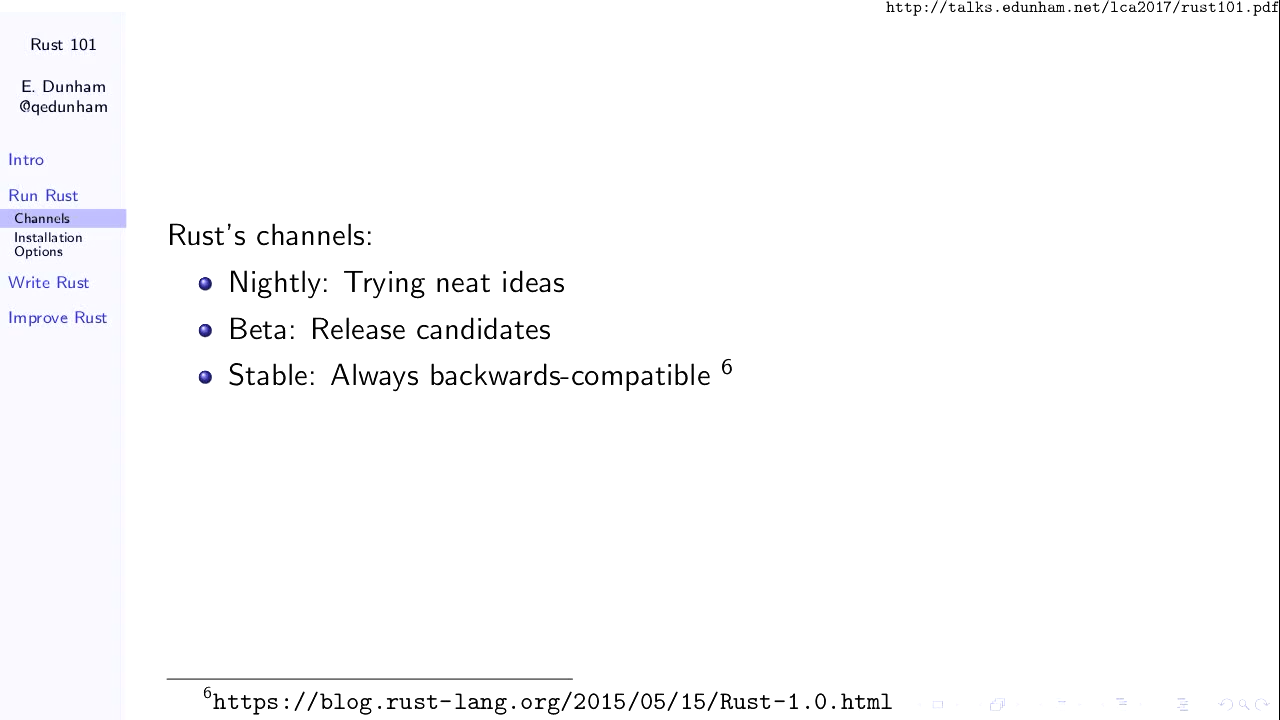 http://talks.edunham.net/lca2017/rust101.pdf
Rust 101
E. Dunham
@qedunham
Intro
Run Rust
Channels
Installation
Options
Write Rust
Improve Rust
Rust's channels:
Nightly: Trying neat ideas
Beta: Release candidates
Stable: Always backwards-compatible 6
6https://blog.rust-lang.org/2015/05/15/Rust-1.0.html